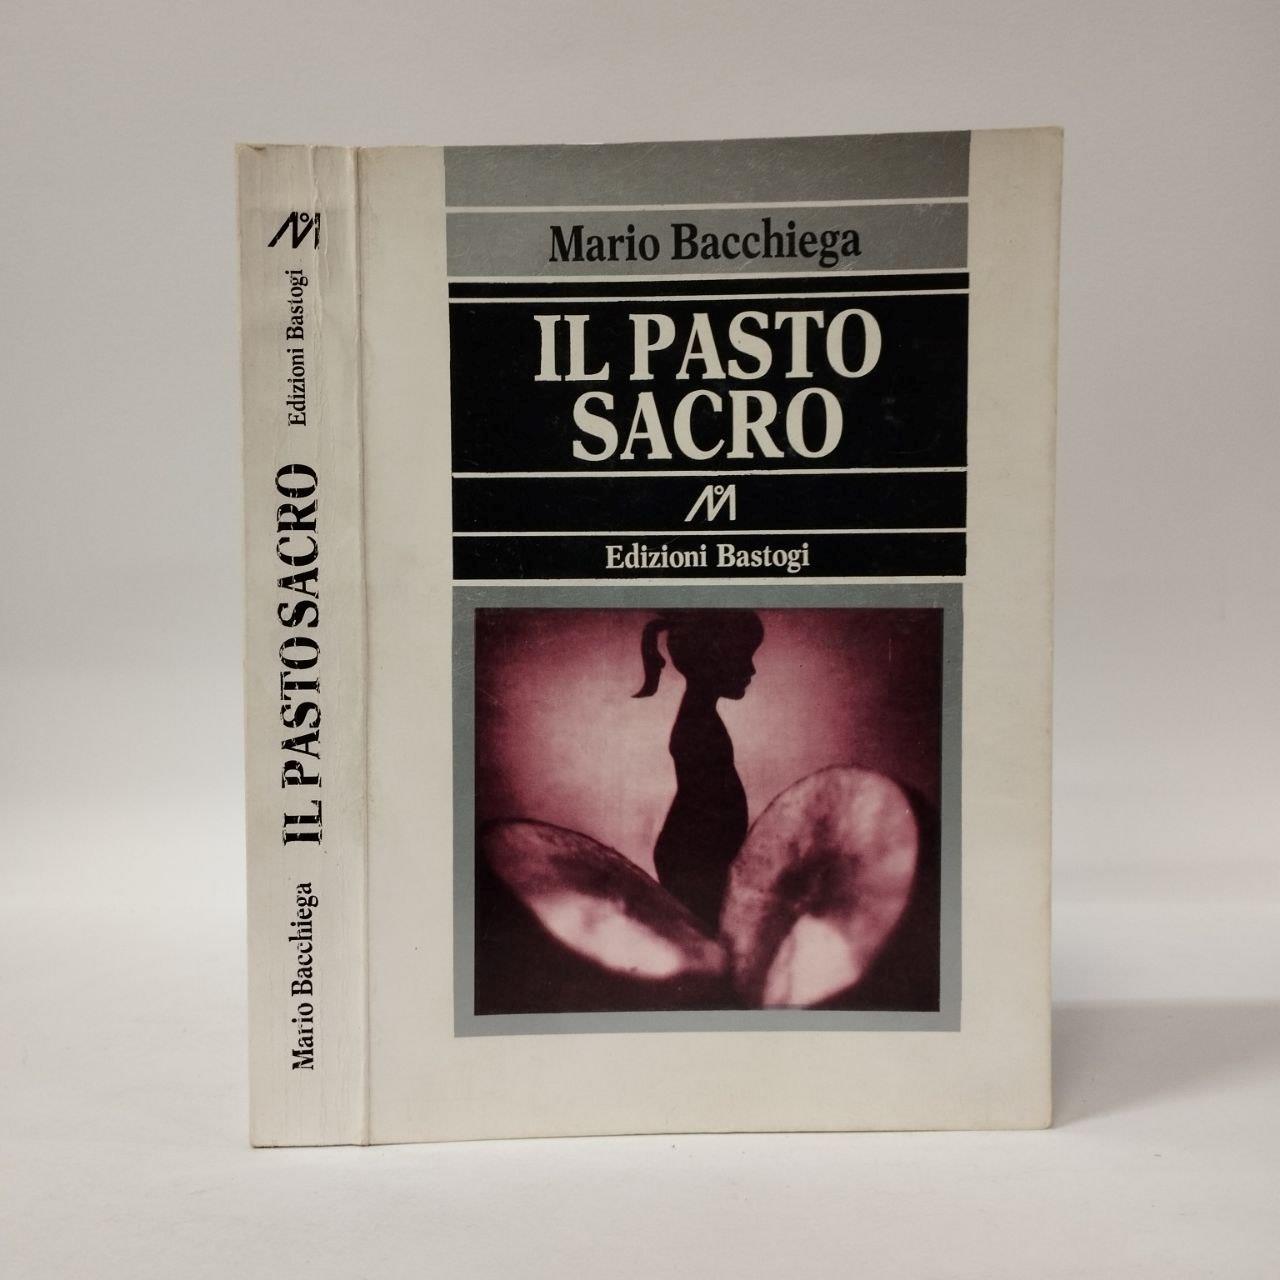 Mario Bacchiega
IL PASTO
SACRO
Edizioni Bastogi
Mario Bacchiega
IL PASTO SACRO
Edizioni Bastogi